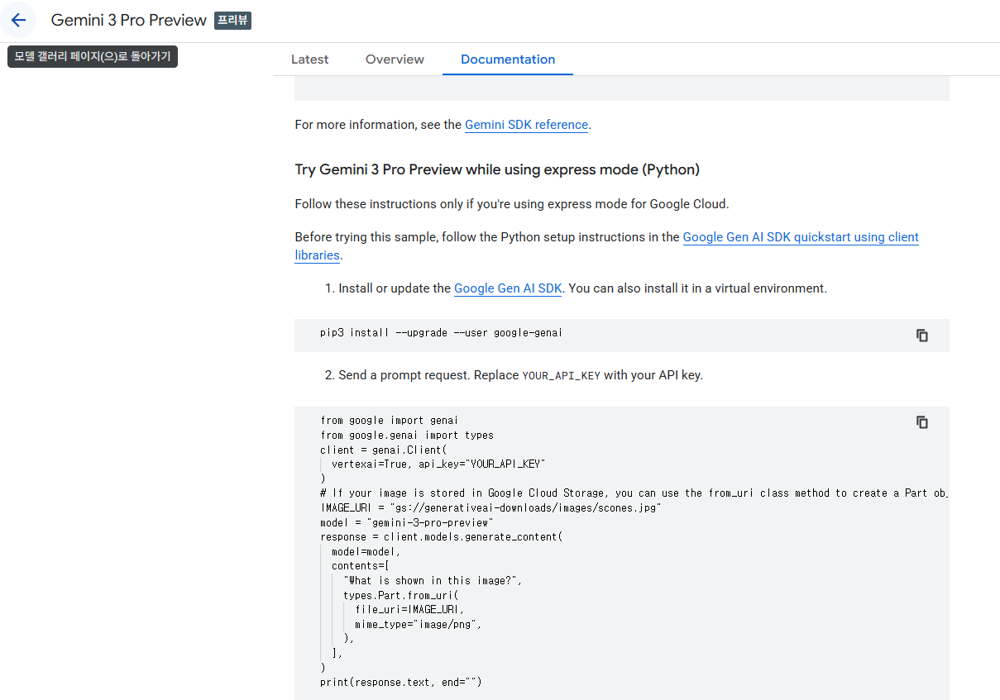 Gemini 3 Pro Preview 프리뷰
모델 갤러리 페이지(으)로 돌아가기
Latest Overview Documentation
For more information, see the Gemini SDK reference.
Try Gemini 3 Pro Preview while using express mode (Python)
Follow these instructions only if you're using express mode for Google Cloud.
Before trying this sample, follow the Python setup instructions in the Google Gen AI SDK quickstart using client
libraries.
1. Install or update the Google Gen AI SDK. You can also install it in a virtual environment.
pip3 install --upgrade --user google-genai
2. Send a prompt request. Replace YOUR_API_KEY with your API key.
from google import genai
from google.genai import types
client = genai.Client(
  vertexai=True, api_key="YOUR_API_KEY"
)
# If your image is stored in Google Cloud Storage, you can use the from_uri class method to create a Part ob
IMAGE_URI = "gs://generativeai-downloads/images/scones.jpg"
model = "gemini-3-pro-preview"
response = client.models.generate_content(
  model=model,
  contents=[
    "What is shown in this image?",
    types.Part.from_uri(
      file_uri=IMAGE_URI,
      mime_type="image/png",
    ),
  ],
)
print(response.text, end="")